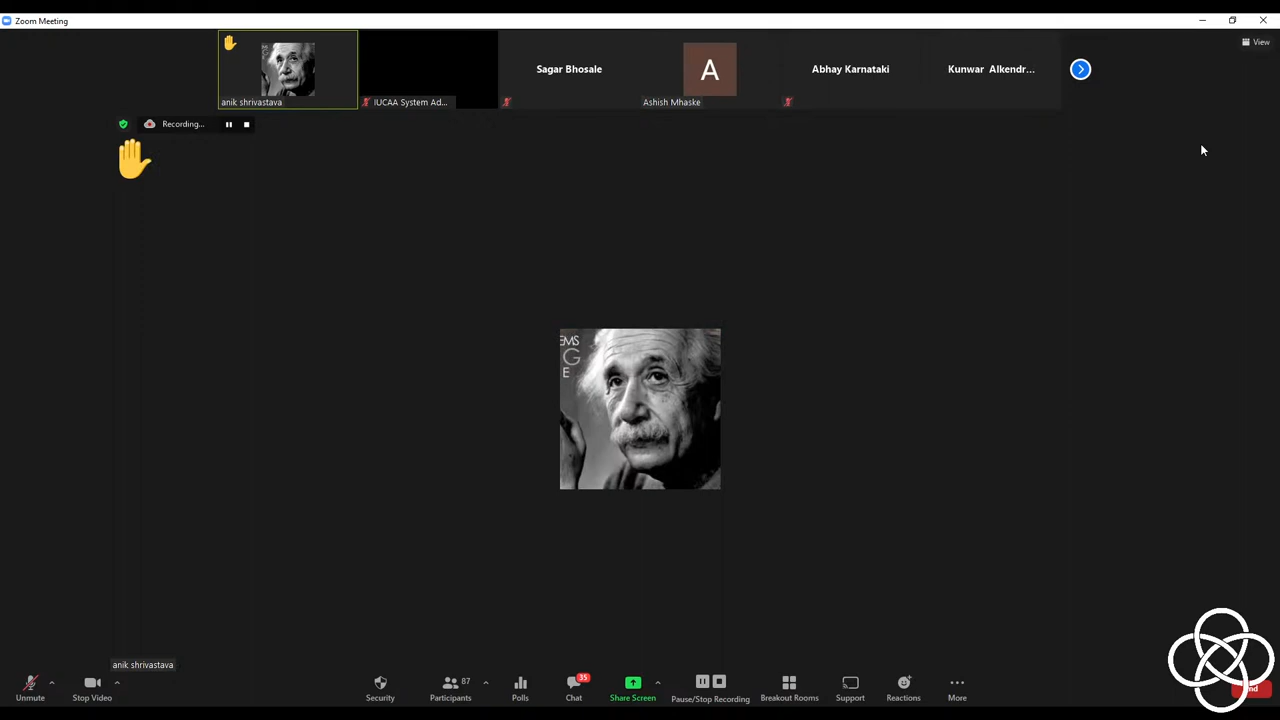 Zoom Meeting
View
anik shrivastava
IUCAA System Ad...
Sagar Bhosale
A
Ashish Mhaske
Abhay Karnataki
Kunwar Alkendr...
Recording...
EMS
G
E
anik shrivastava
Unmute
Stop Video
Security
87
Participants
Polls
35
Chat
Share Screen
Pause/Stop Recording
Breakout Rooms
Support
Reactions
More